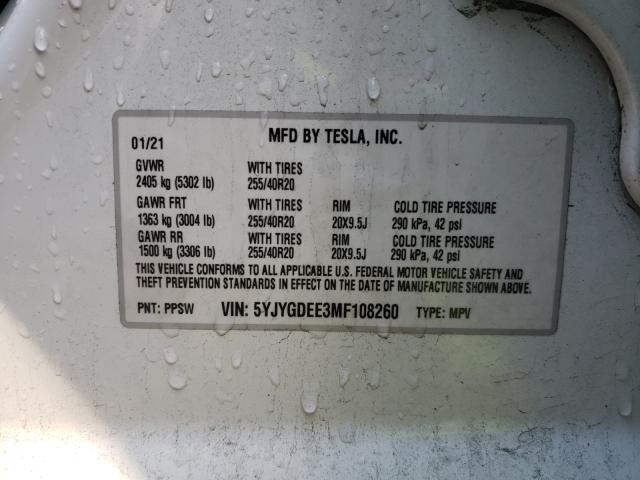 01/21 MFD BY TESLA, INC.
GVWR WITH TIRES
2405 kg (5302 lb) 255/40R20
GAWR FRT WITH TIRES RIM COLD TIRE PRESSURE
1363 kg (3004 lb) 255/40R20 20X9.5J 290 kPa, 42 psi
GAWR RR WITH TIRES RIM COLD TIRE PRESSURE
1500 kg (3306 lb) 255/40R20 20X9.5J 290 kPa, 42 psi
THIS VEHICLE CONFORMS TO ALL APPLICABLE U.S. FEDERAL MOTOR VEHICLE SAFETY AND
THEFT PREVENTION STANDARDS IN EFFECT ON THE DATE OF MANUFACTURE SHOWN ABOVE.
PNT: PPSW VIN: 5YJYGDEE3MF108260 TYPE: MPV